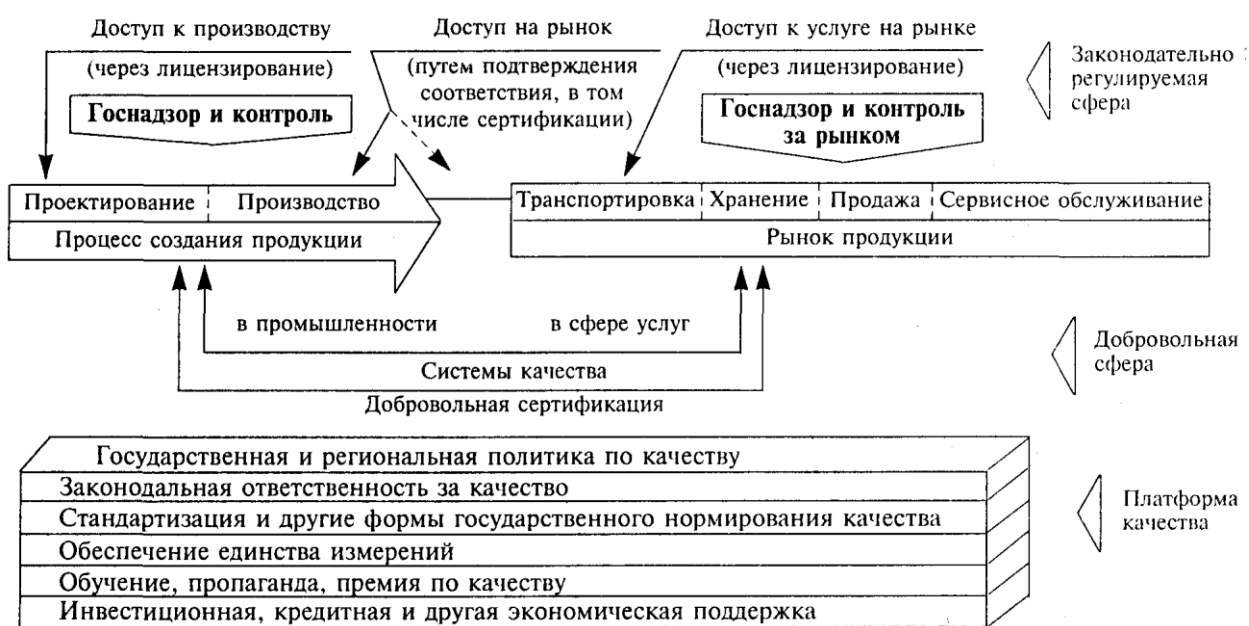 Доступ к производству
(через лицензирование)
Госнадзор и контроль
Доступ на рынок
(путем подтверждения
соответствия, в том
числе сертификации)
Доступ к услуге на рынке
(через лицензирование)
Госнадзор и контроль
за рынком
Законодательно
регулируемая
сфера
Проектирование Производство
Процесс создания продукции
Транспортировка Хранение Продажа Сервисное обслуживание
Рынок продукции
в промышленности
в сфере услуг
Системы качества
Добровольная сертификация
Добровольная
сфера
Государственная и региональная политика по качеству
Законодальная ответственность за качество
Стандартизация и другие формы государственного нормирования качества
Обеспечение единства измерений
Обучение, пропаганда, премия по качеству
Инвестиционная, кредитная и другая экономическая поддержка
Платформа
качества